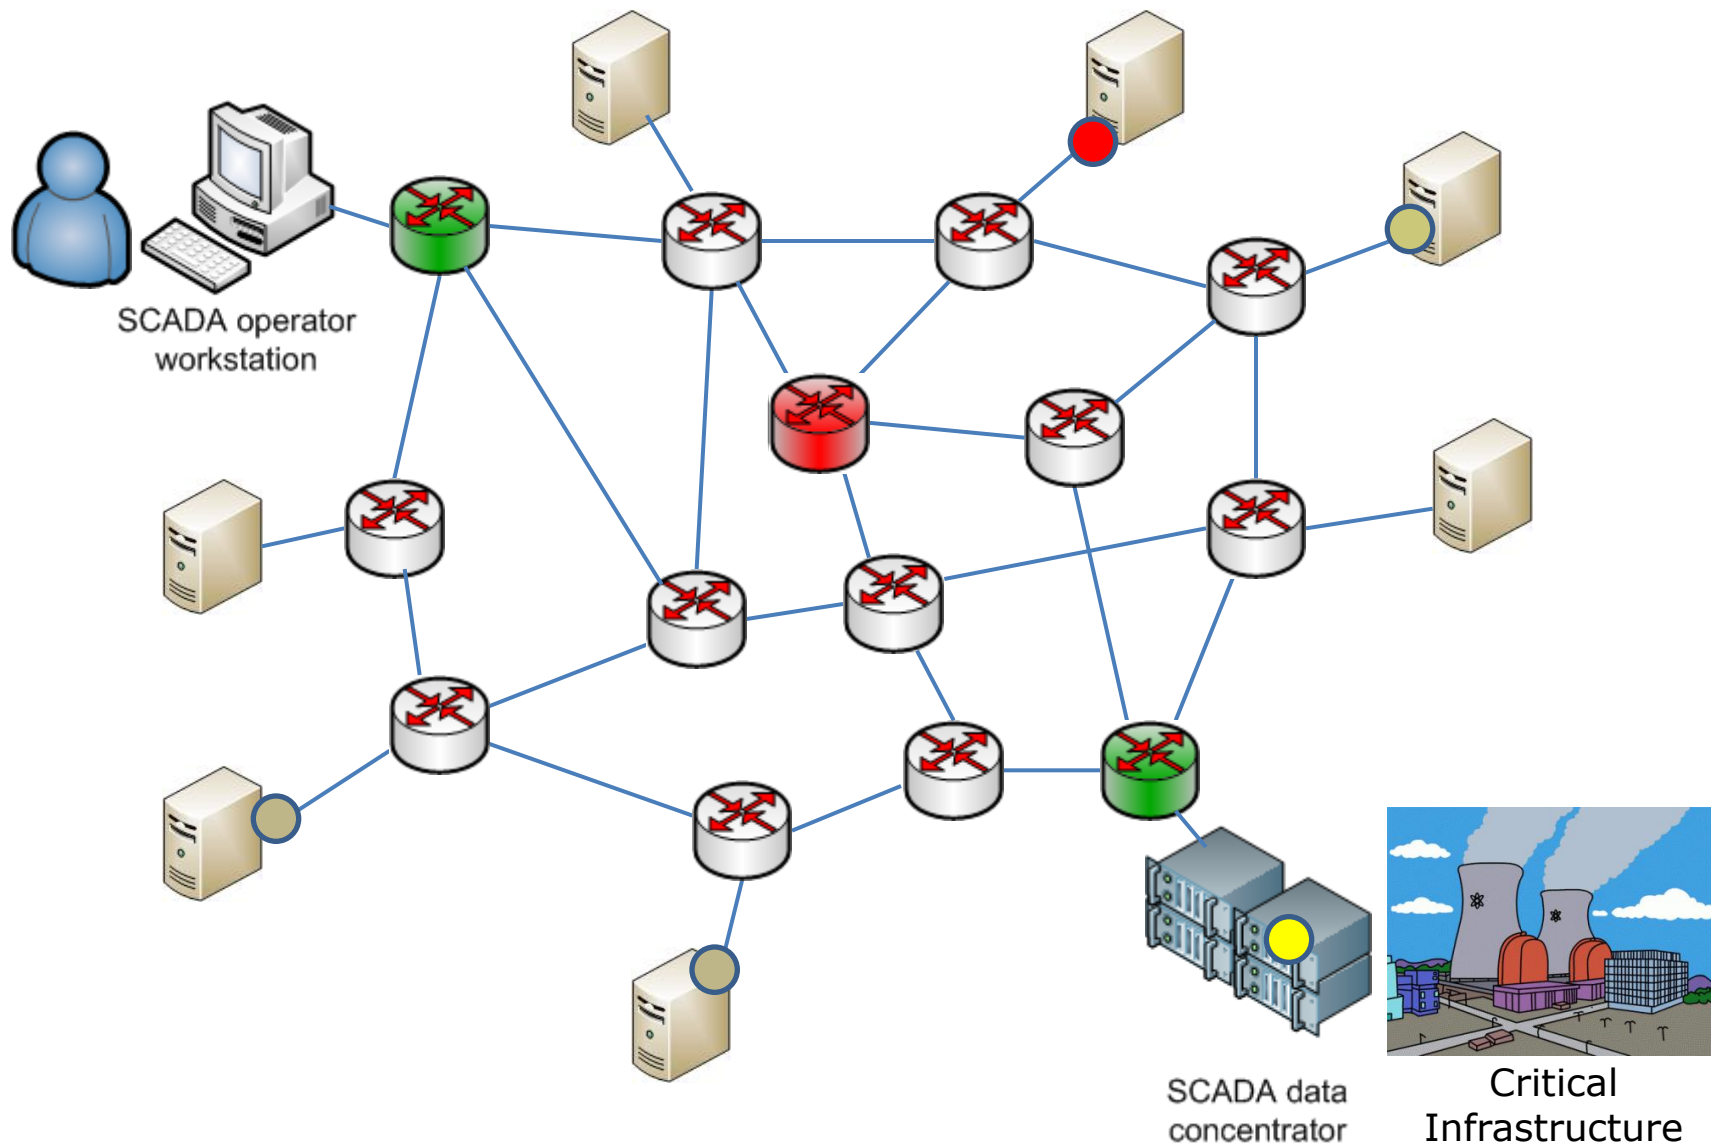 SCADA operator
workstation
SCADA data
concentrator
Critical
Infrastructure